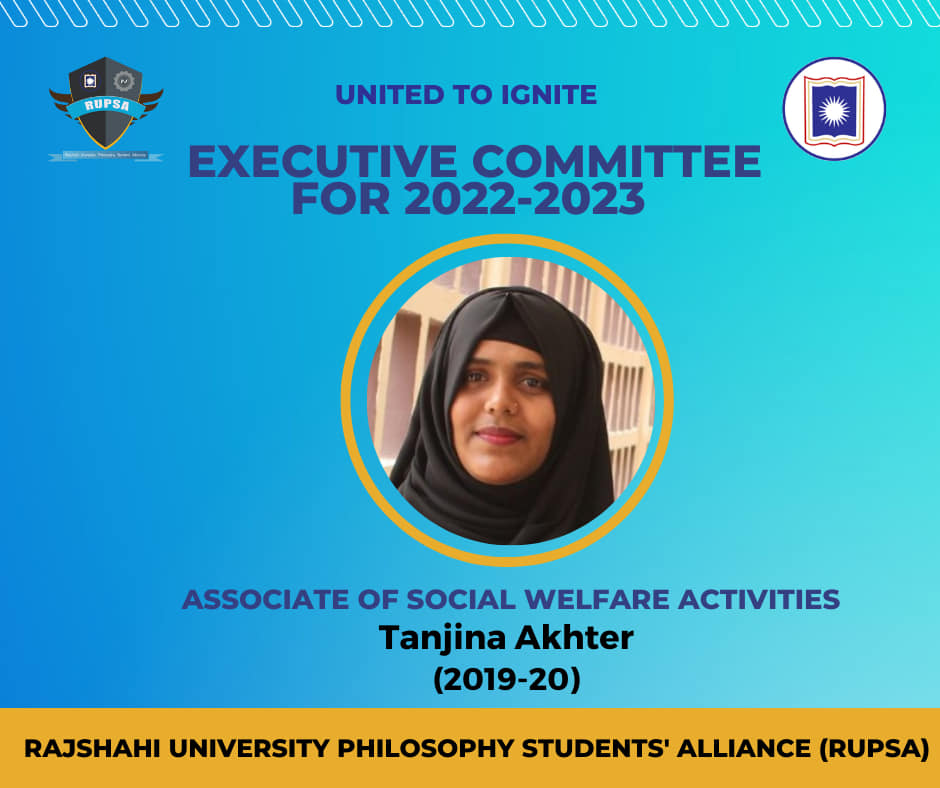 UNITED TO IGNITE
RUPSA
EXECUTIVE COMMITTEE
FOR 2022-2023
ASSOCIATE OF SOCIAL WELFARE ACTIVITIES
Tanjina Akhter
(2019-20)
RAJSHAHI UNIVERSITY PHILOSOPHY STUDENTS' ALLIANCE (RUPSA)